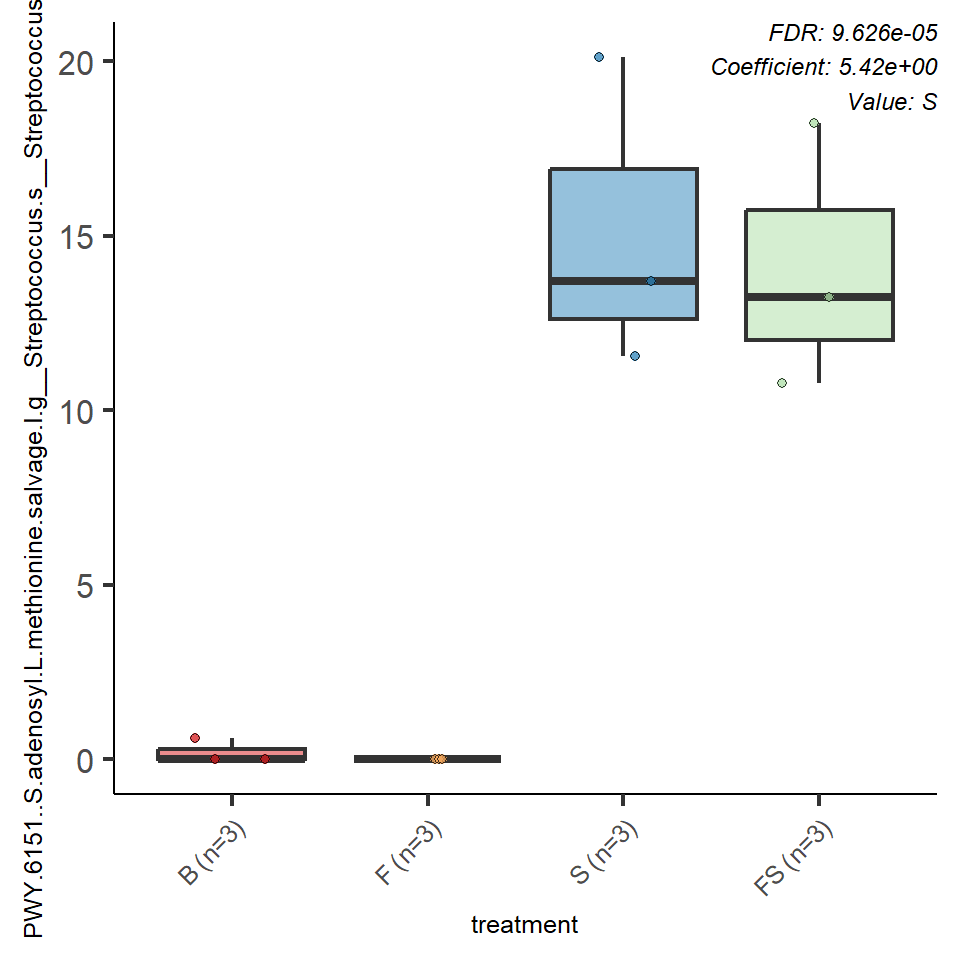 FDR: 9.626e-05
Coefficient: 5.42e+00
Value: S
PWY.6151..S.adenosyl.L.methionine.salvage.I.g__Streptococcus.s__Streptococcus
20
15
10
5
0
B (n=3)
F (n=3)
S (n=3)
FS (n=3)
treatment